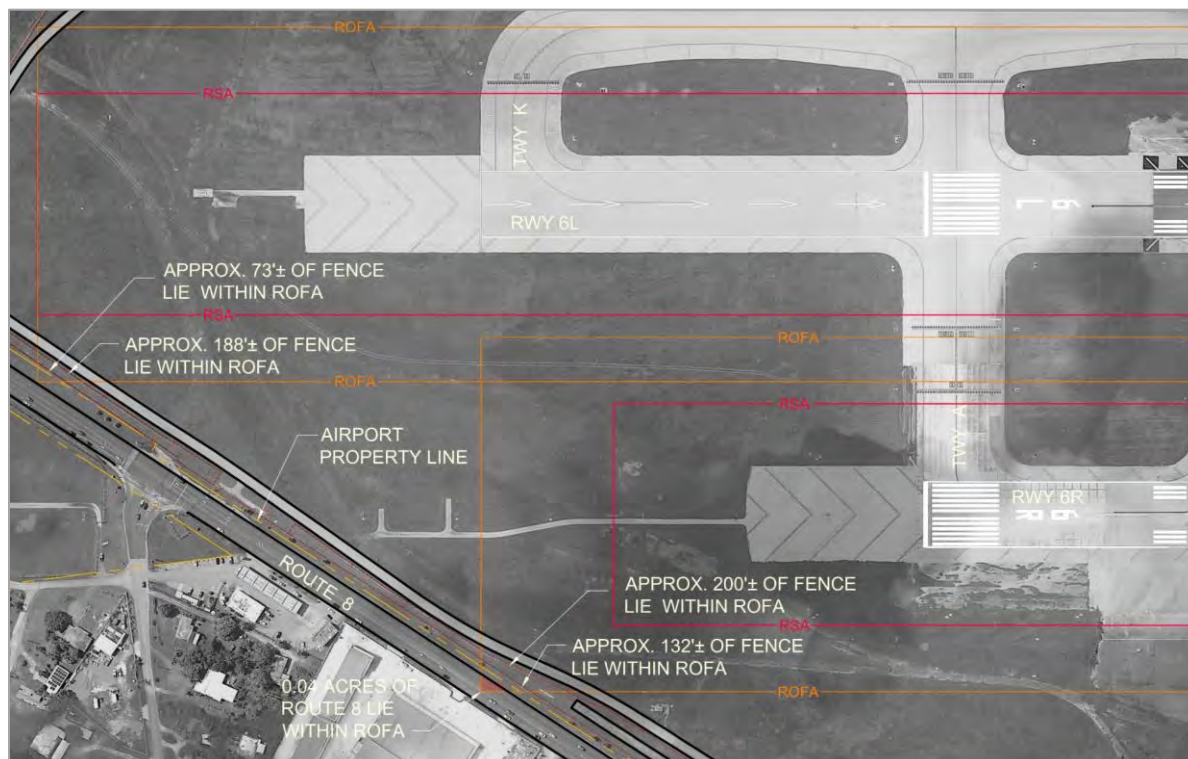 ROFA
RSA
TWY K
RWY 6L
6
L
APPROX. 73'± OF FENCE
LIE WITHIN ROFA
RSA
ROFA
APPROX. 188'± OF FENCE
LIE WITHIN ROFA
ROFA
RSA
TWY A
AIRPORT
PROPERTY LINE
RWY 6R
6
R
ROUTE 8
APPROX. 200'± OF FENCE
LIE WITHIN ROFA
RSA
APPROX. 132'± OF FENCE
LIE WITHIN ROFA
0.04 ACRES OF
ROUTE 8 LIE
WITHIN ROFA
ROFA